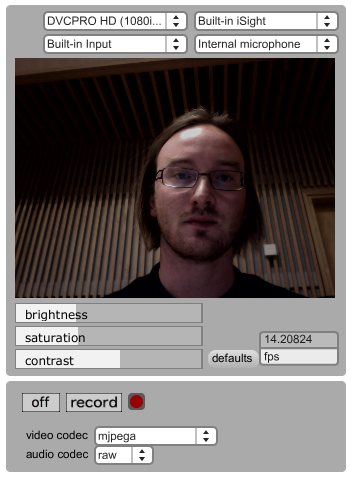 DVCPRO HD (1080i... Built-in iSight
Built-in Input Internal microphone
brightness
saturation
contrast
defaults
14.20824
fps
off record
video codec mjpega
audio codec raw